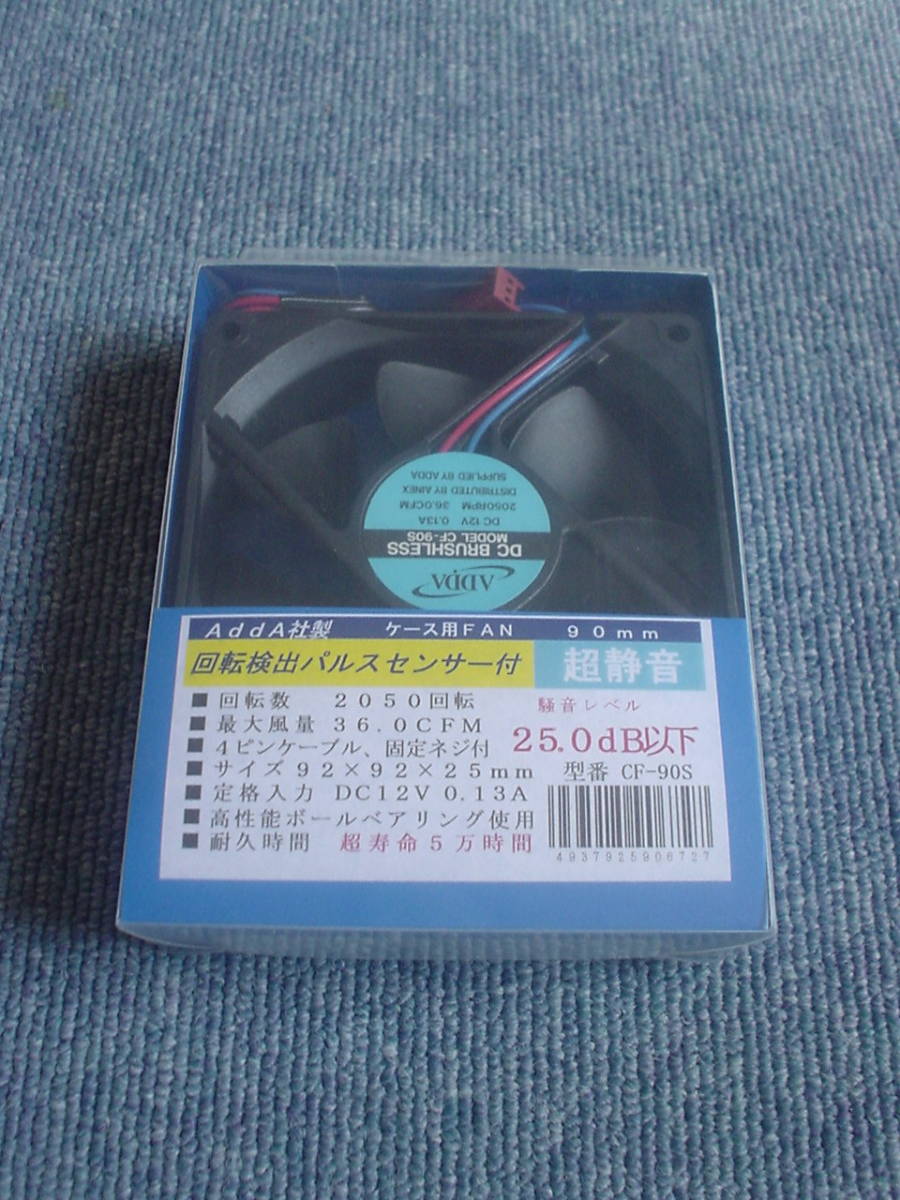 SUPPLIED BY ADDA
DISTRIBUTED BY AINEX
2050RPM 36.0CFM
DC 12V 0.13A
MODEL CF-90S
DC BRUSHLESS
ADDA
AddA社製 ケース用FAN 90mm
回転検出パルスセンサー付 超静音
■ 回転数 2050回転
■ 最大風量 36.0CFM
■ 4ピンケーブル、固定ネジ付
■ サイズ92×92×25mm
■ 定格入力 DC12V 0.13A
■ 高性能ボールベアリング使用
■ 耐久時間 超寿命5万時間
騒音レベル
25.0dB以下
型番 CF-90S
4937925906727